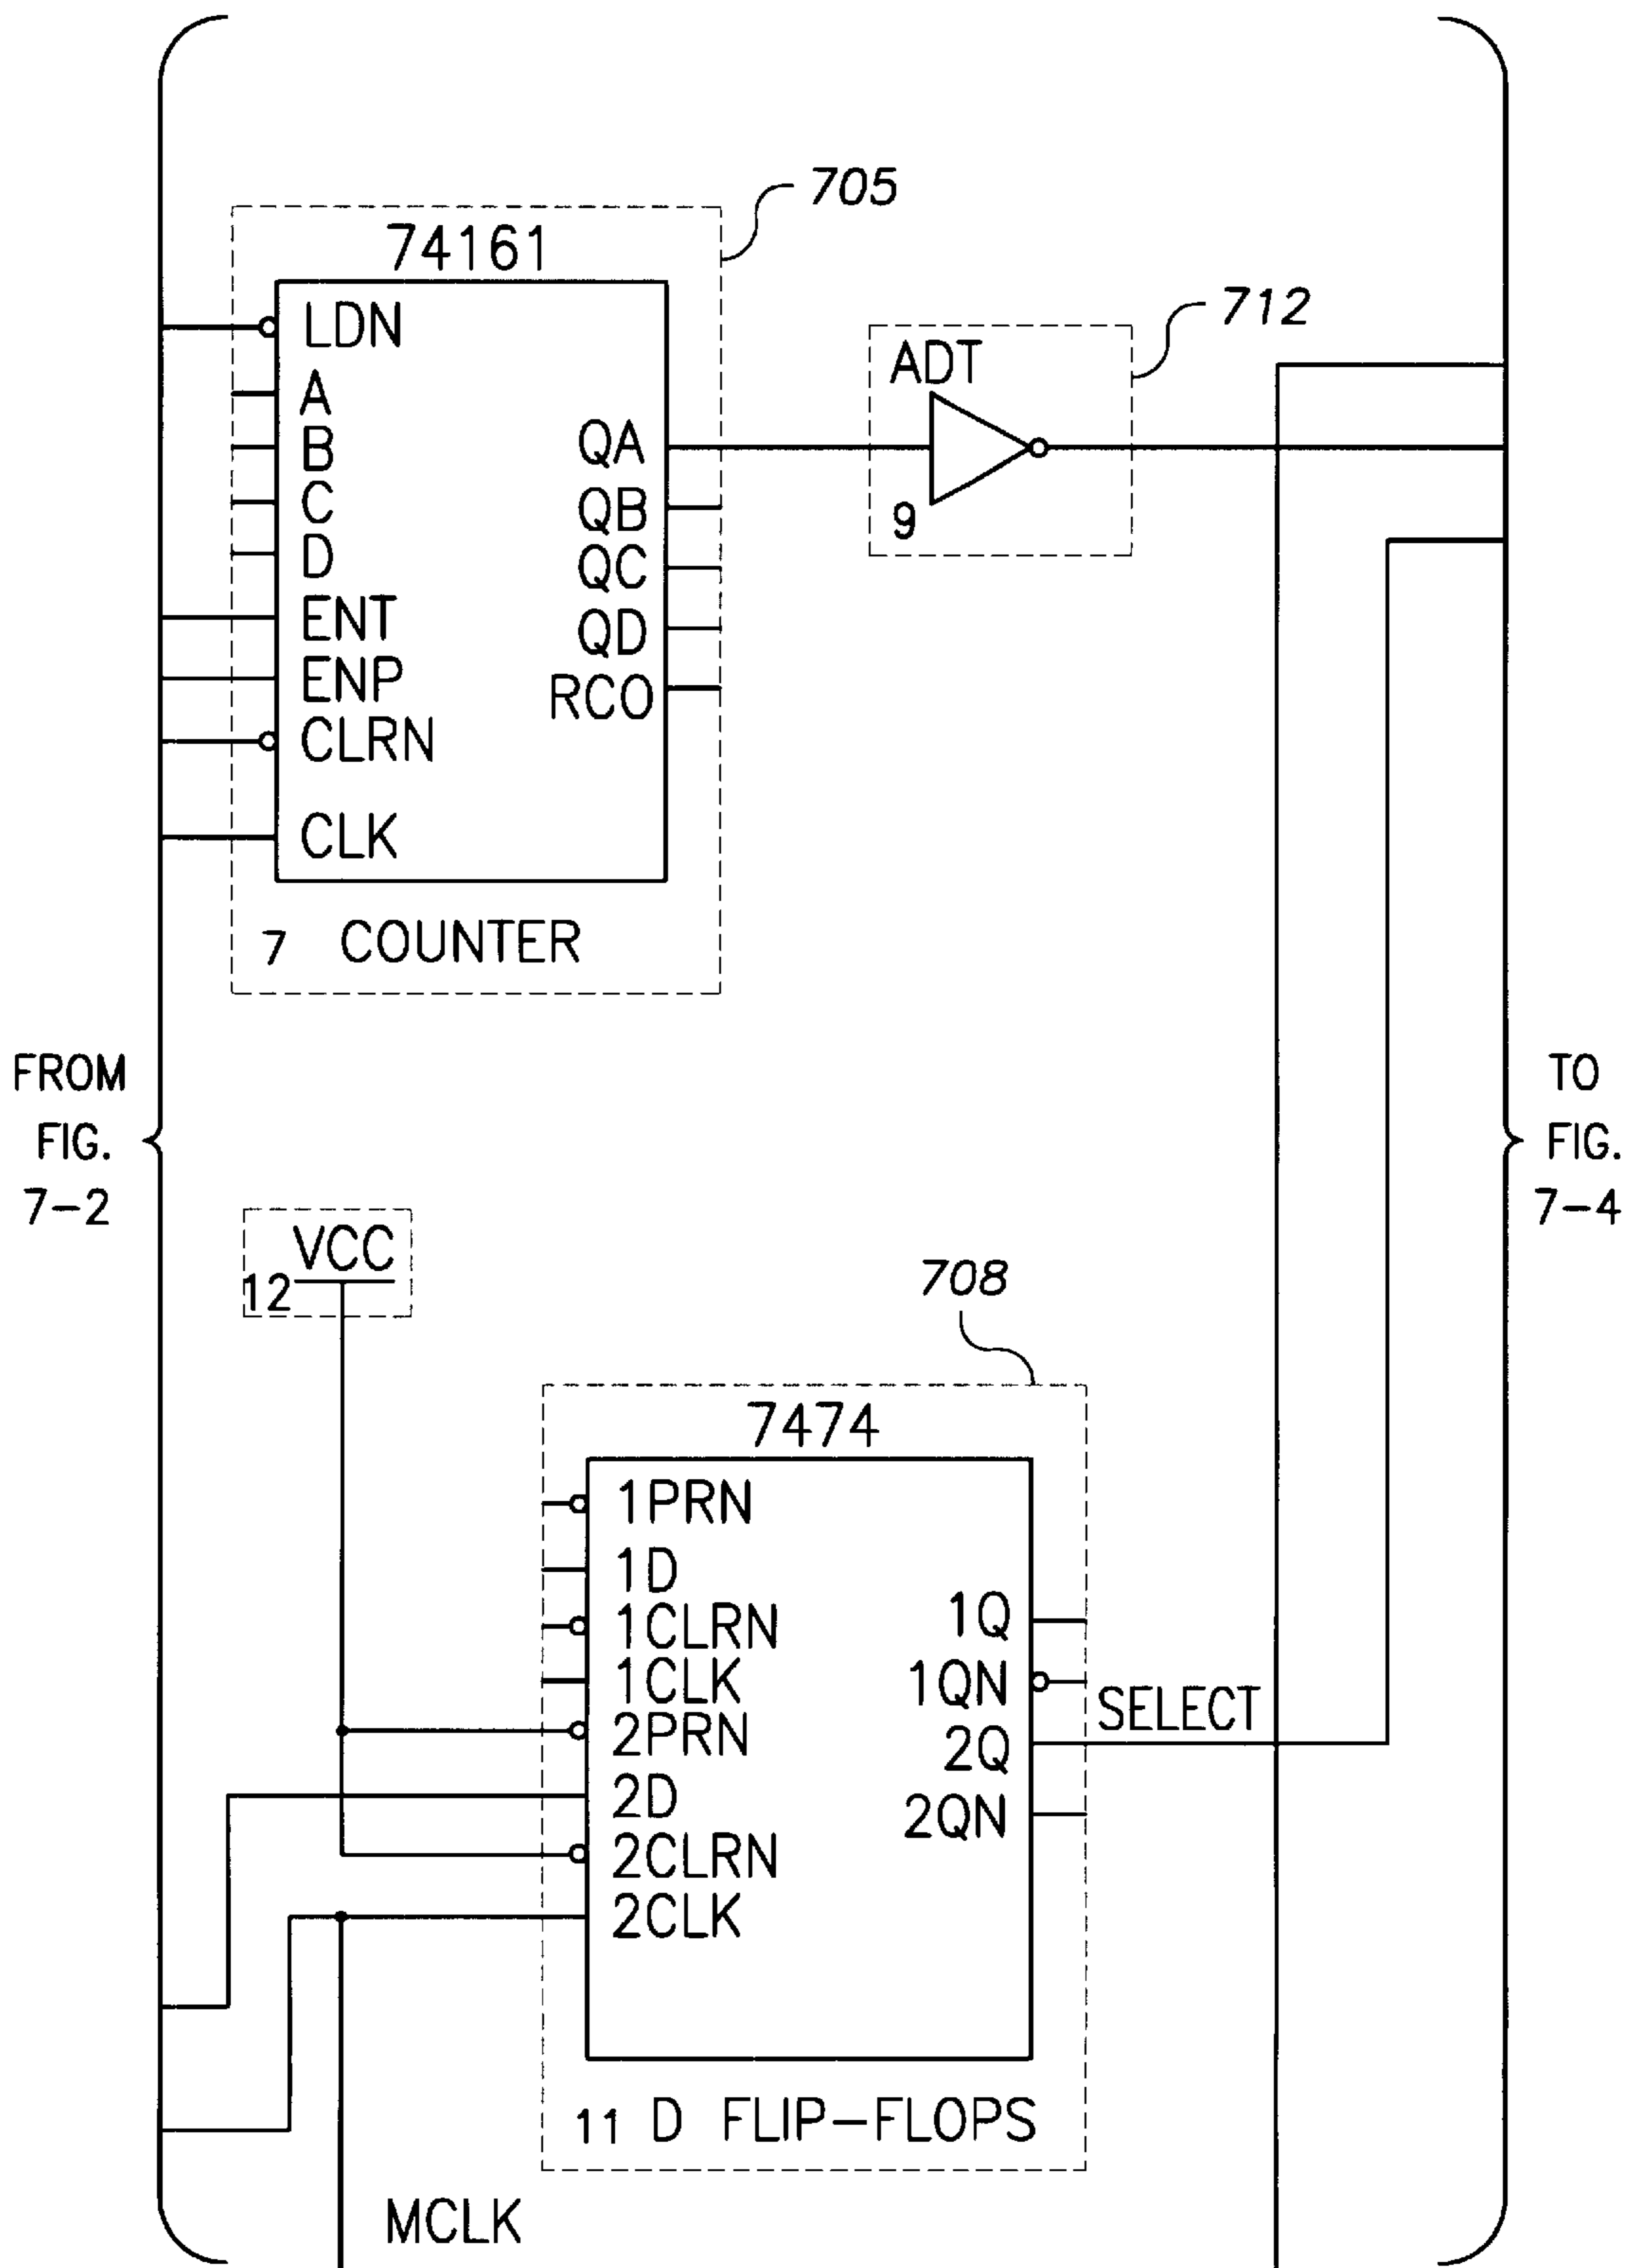 705
74161
LDN
A
B
C
D
ENT
ENP
CLRN
CLK
QA
QB
QC
QD
RCO
7 COUNTER
712
ADT
9
FROM
FIG.
7-2
TO
FIG.
7-4
VCC
12
708
7474
1PRN
1D
1CLRN
1CLK
2PRN
2D
2CLRN
2CLK
1Q
1QN
2Q
2QN
SELECT
11 D FLIP-FLOPS
MCLK